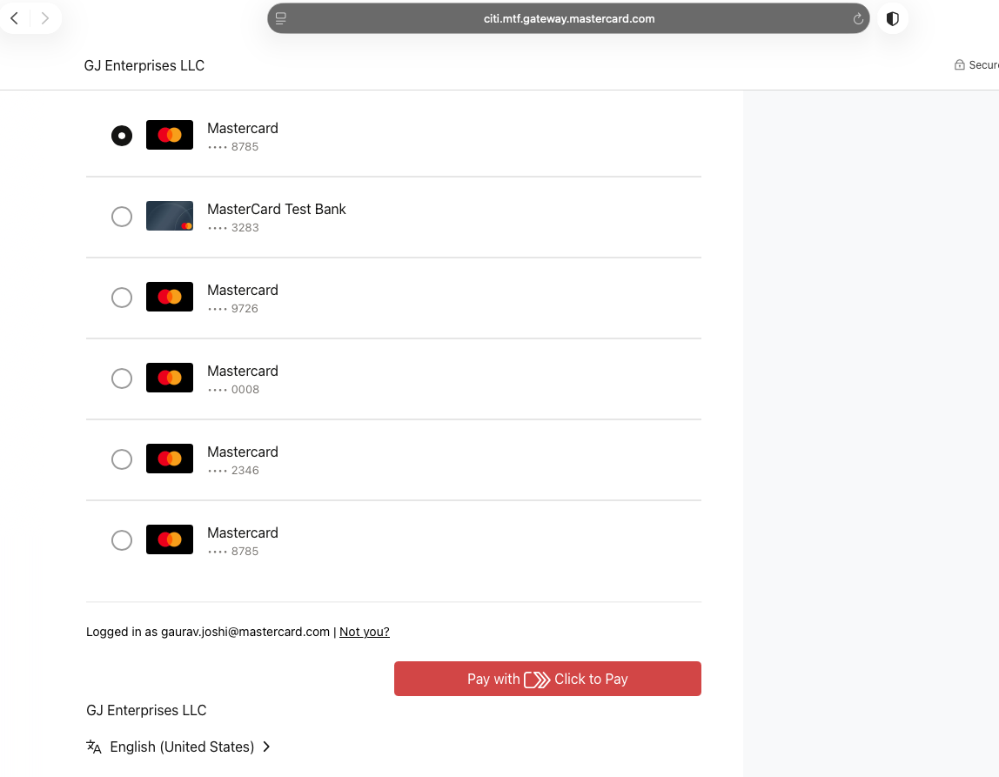 citi.mtf.gateway.mastercard.com
GJ Enterprises LLC
Mastercard
•••• 8785
MasterCard Test Bank
•••• 3283
Mastercard
•••• 9726
Mastercard
•••• 0008
Mastercard
•••• 2346
Mastercard
•••• 8785
Logged in as gaurav.joshi@mastercard.com | Not you?
Pay with Click to Pay
GJ Enterprises LLC
English (United States)